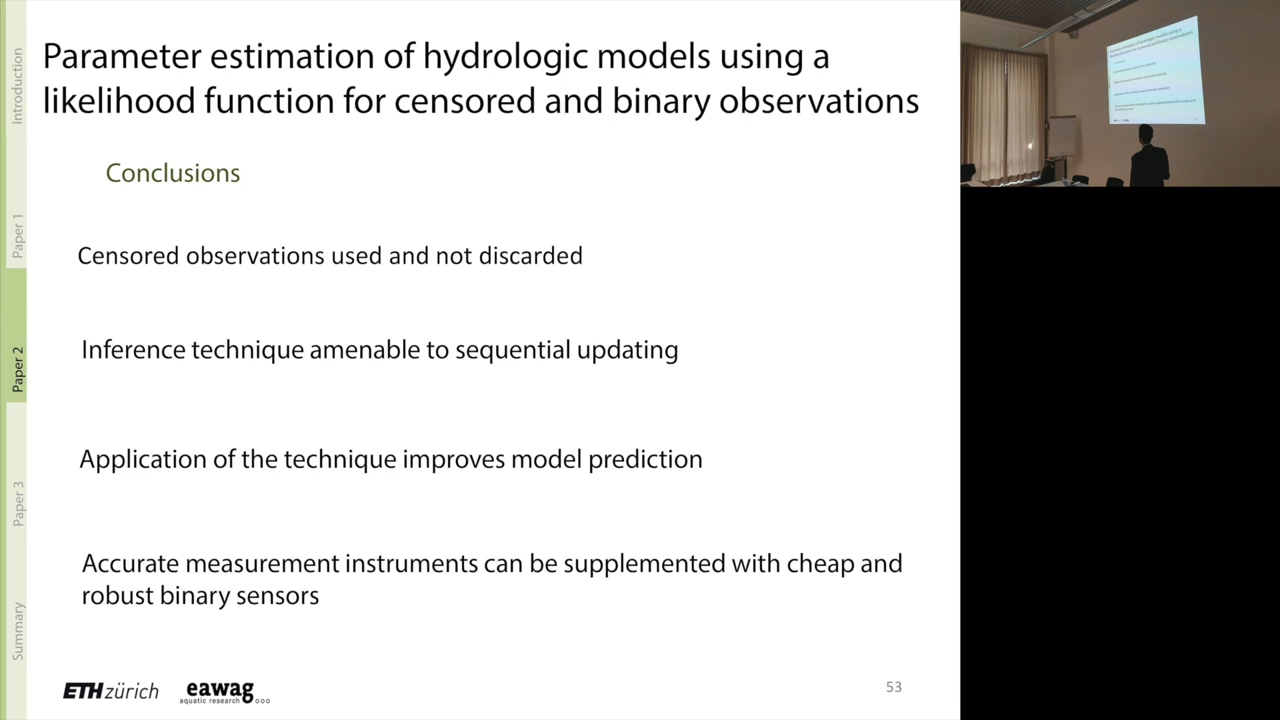 Parameter estimation of hydrologic models using a
likelihood function for censored and binary observations
Conclusions
Censored observations used and not discarded
Inference technique amenable to sequential updating
Application of the technique improves model prediction
Accurate measurement instruments can be supplemented with cheap and
robust binary sensors
Introduction
Paper 1
Paper 2
Paper 3
Summary
ETH zürich
eawag
aquatic research
53